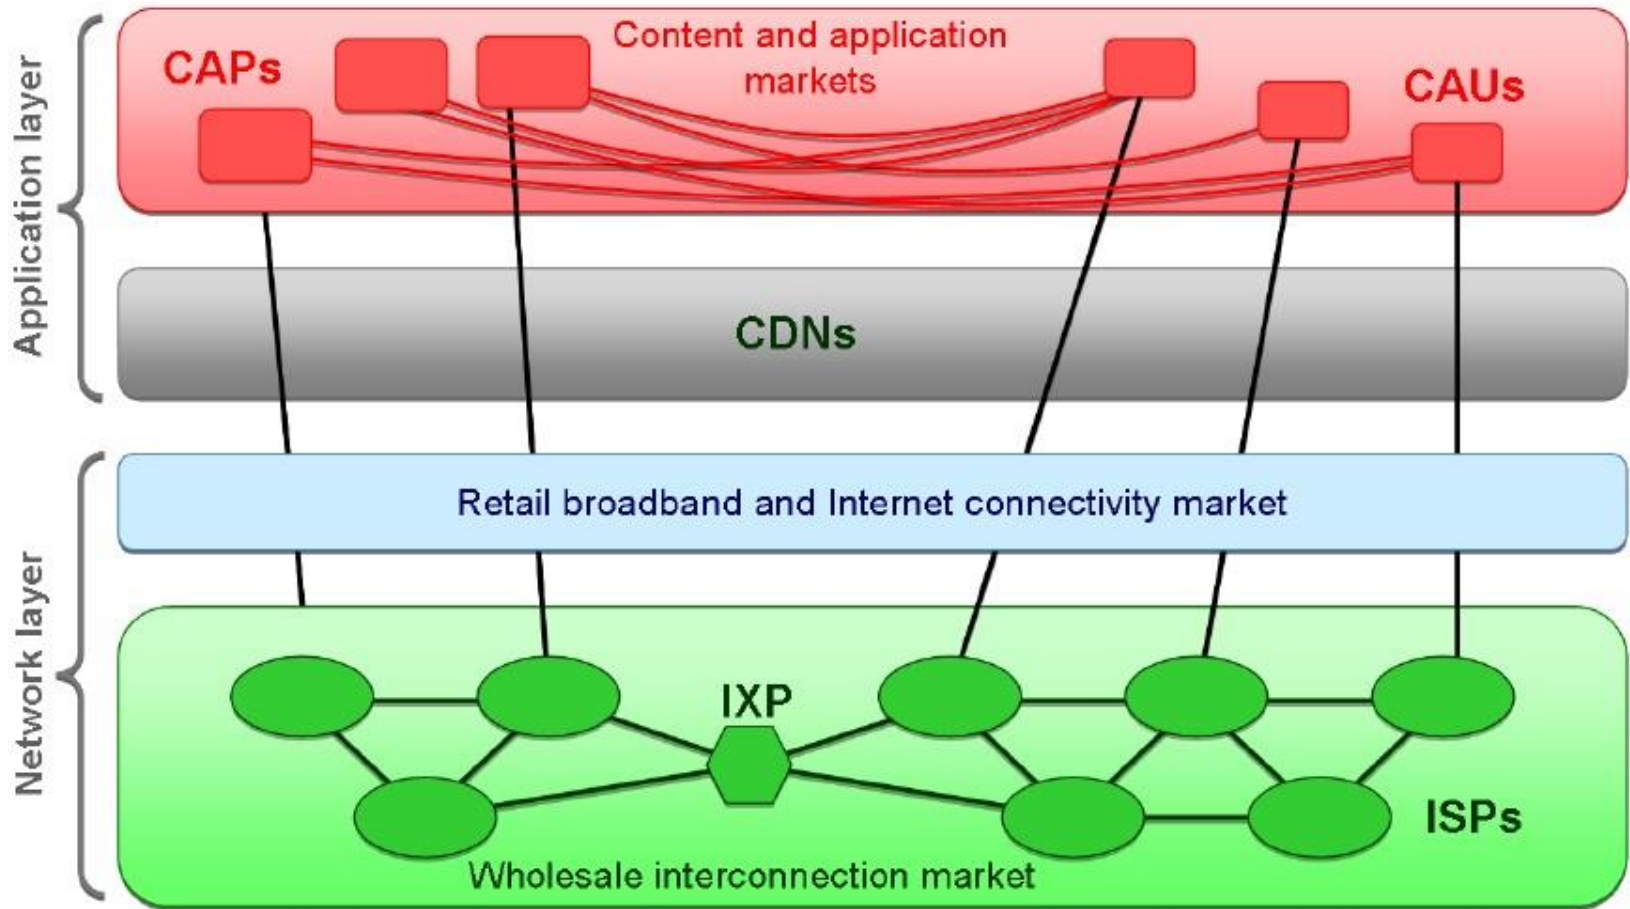 Application layer
CAPs
Content and application
markets
CAUs
CDNs
Network layer
Retail broadband and Internet connectivity market
IXP
ISPs
Wholesale interconnection market